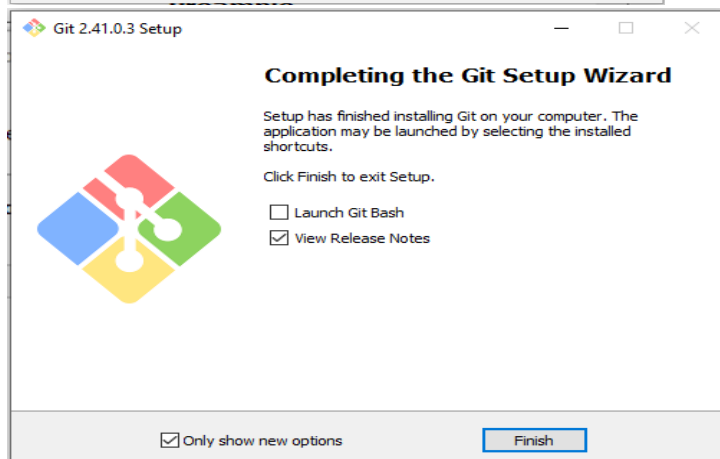 Git 2.41.0.3 Setup
Completing the Git Setup Wizard
Setup has finished installing Git on your computer. The
application may be launched by selecting the installed
shortcuts.
Click Finish to exit Setup.
Launch Git Bash
View Release Notes
Only show new options
Finish